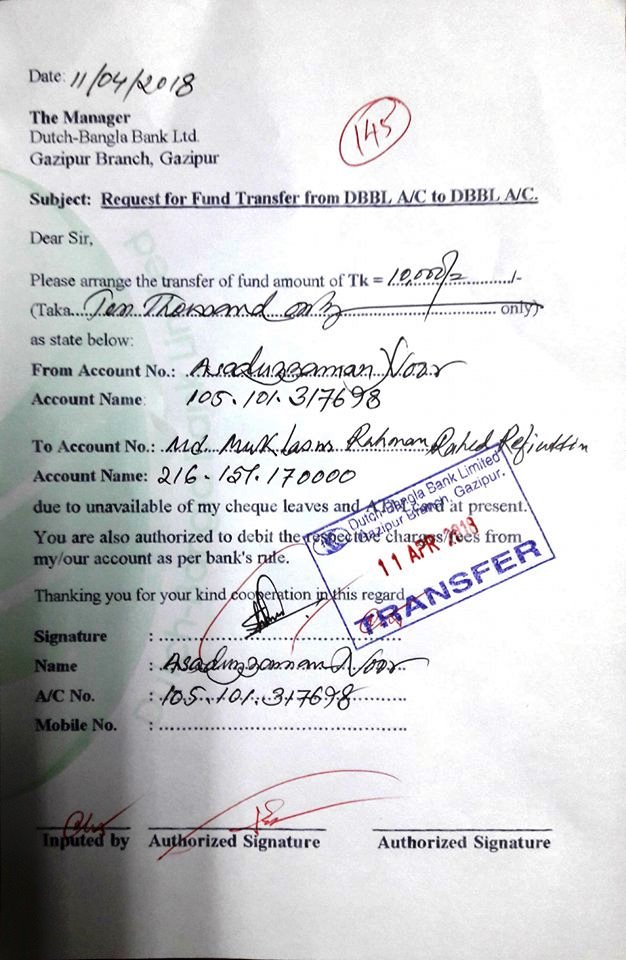 Date: 11/04/2018
145
The Manager
Dutch-Bangla Bank Ltd.
Gazipur Branch, Gazipur
Subject: Request for Fund Transfer from DBBL A/C to DBBL A/C.
Dear Sir,
Please arrange the transfer of fund amount of Tk = 10,000/= /-
(Taka Ten Thousand only only)
as state below:
From Account No.: Asaduzzaman Noor
Account Name: 105.101.317698
To Account No.: Md. Rahman Rahed
Account Name: 216.151.170000
due to unavailable of my cheque leaves and ATM Card at present.
You are also authorized to debit the respective charges/fees from
my/our account as per bank's rule.
Dutch-Bangla Bank Limited
Gazipur Branch, Gazipur.
11 APR 2018
TRANSFER
Thanking you for your kind cooperation in this regard
Signature :
Name : Asaduzzaman Noor
A/C No. : 105.101.317698
Mobile No. :
Inputed by Authorized Signature Authorized Signature